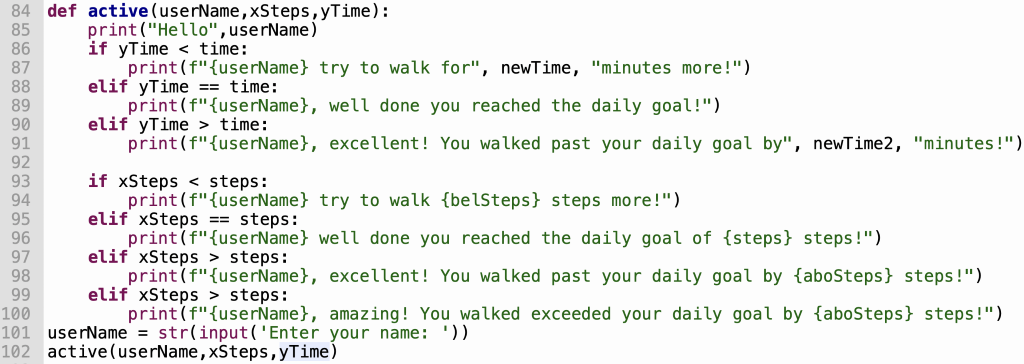 84 def active(userName,xSteps,yTime):
85     print("Hello",userName)
86     if yTime < time:
87         print(f"{userName} try to walk for", newTime, "minutes more!")
88     elif yTime == time:
89         print(f"{userName}, well done you reached the daily goal!")
90     elif yTime > time:
91         print(f"{userName}, excellent! You walked past your daily goal by", newTime2, "minutes!")
92
93     if xSteps < steps:
94         print(f"{userName} try to walk {belSteps} steps more!")
95     elif xSteps == steps:
96         print(f"{userName} well done you reached the daily goal of {steps} steps!")
97     elif xSteps > steps:
98         print(f"{userName}, excellent! You walked past your daily goal by {aboSteps} steps!")
99     elif xSteps > steps:
100         print(f"{userName}, amazing! You walked exceeded your daily goal by {aboSteps} steps!")
101 userName = str(input('Enter your name: '))
102 active(userName,xSteps,yTime)